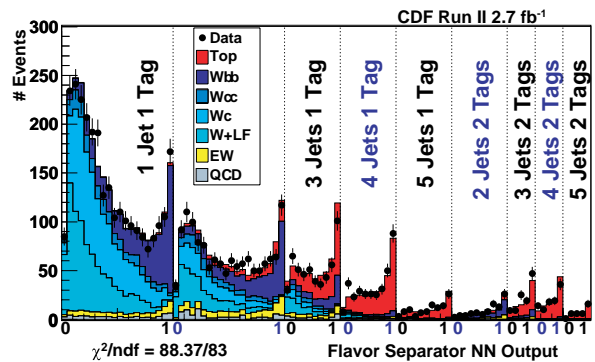 CDF Run II 2.7 fb⁻¹
# Events
300
250
200
150
100
50
0
Data
Top
Wbb
Wcc
Wc
W+LF
EW
QCD
1 Jet 1 Tag
3 Jets 1 Tag
4 Jets 1 Tag
5 Jets 1 Tag
2 Jets 2 Tags
3 Jets 2 Tags
4 Jets 2 Tags
5 Jets 2 Tags
0 1 0 1 0 1 0 1 0 1 0 1 0 1 0 1 0 1
χ²/ndf = 88.37/83
Flavor Separator NN Output